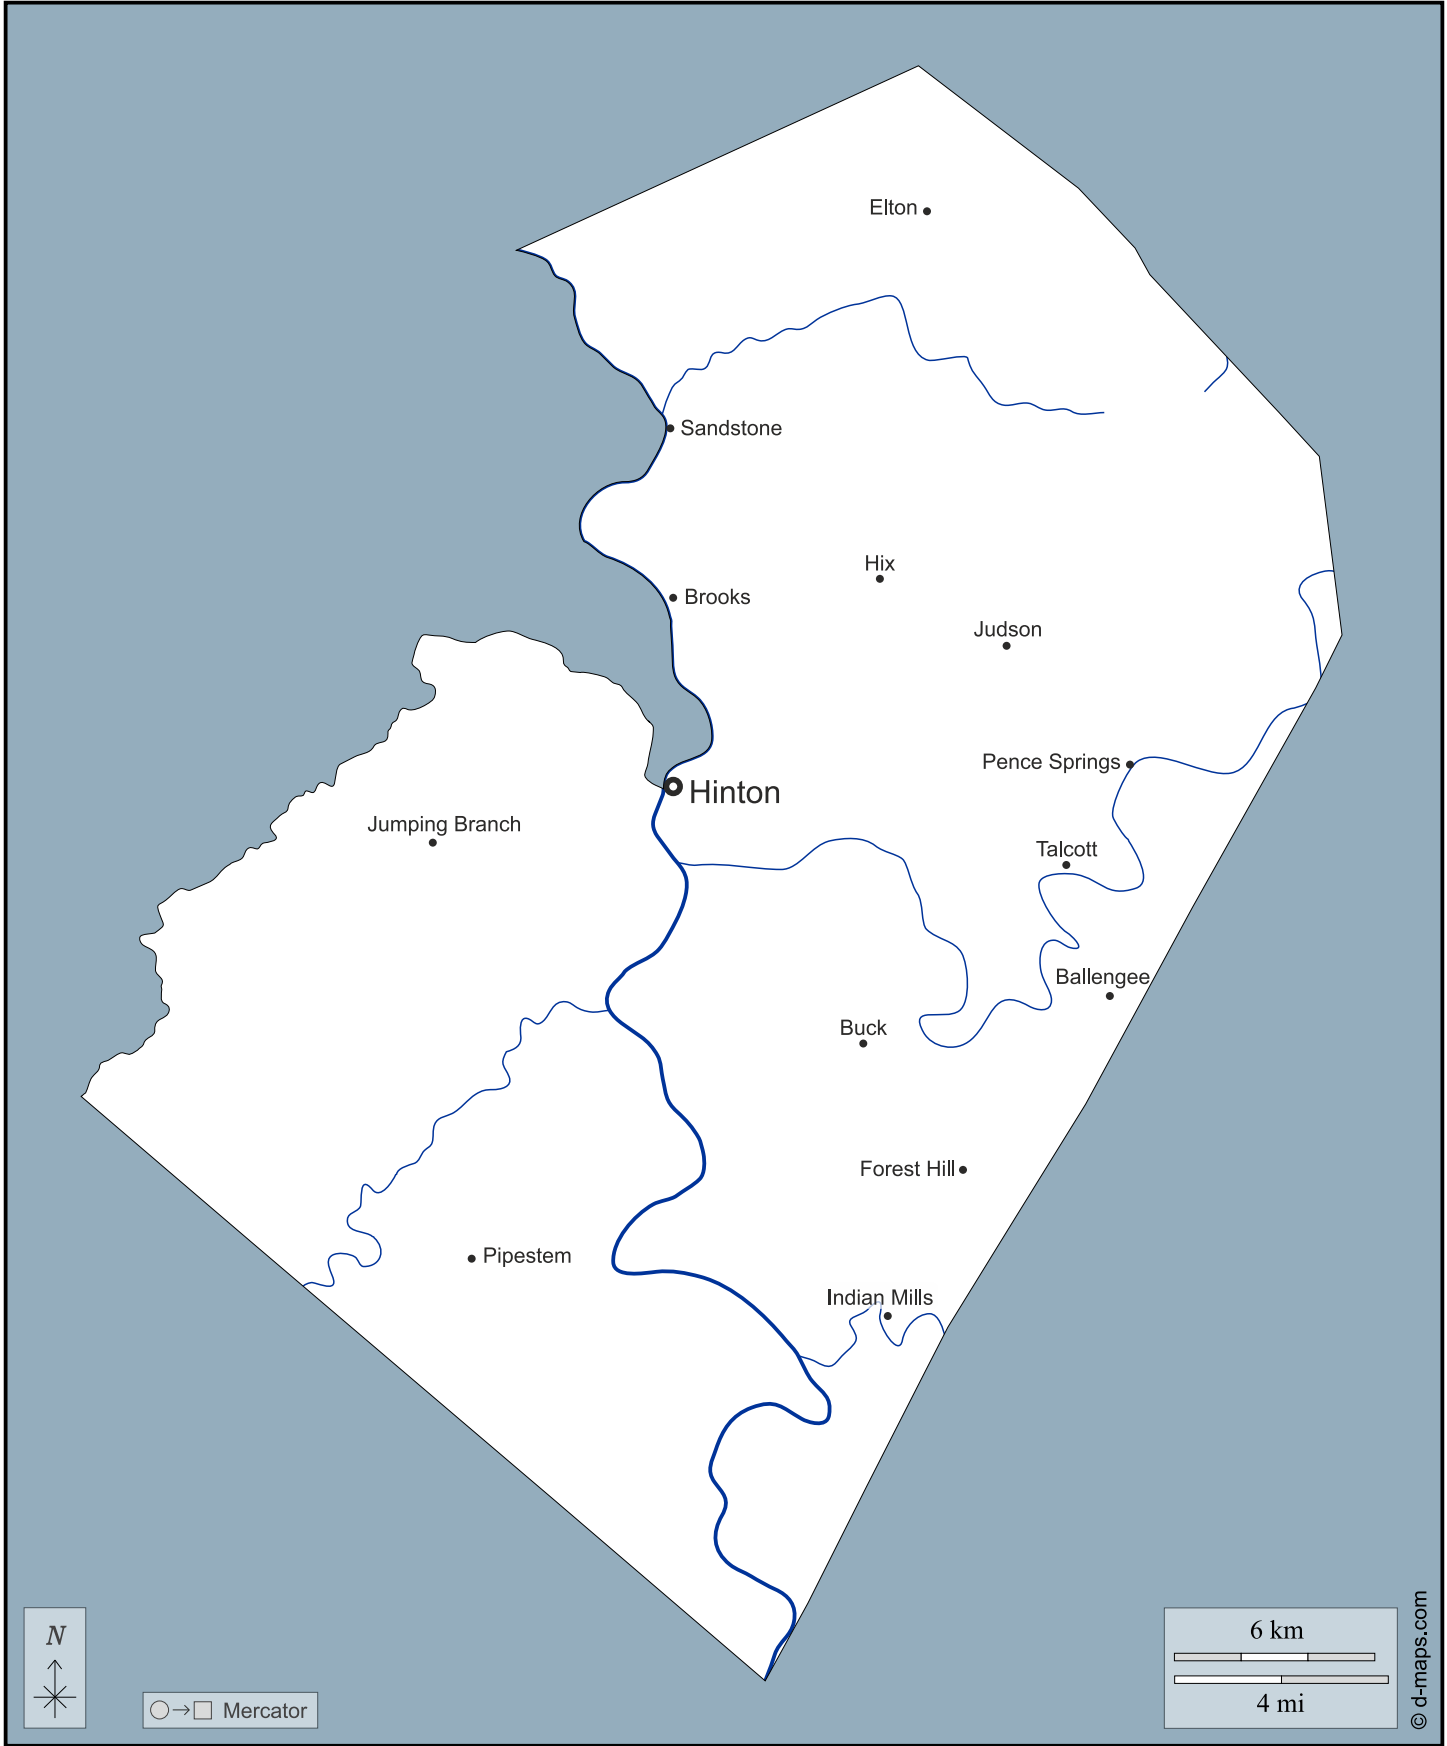 Elton
Sandstone
Hix
Brooks
Judson
Pence Springs
Hinton
Jumping Branch
Talcott
Ballengee
Buck
Forest Hill
Pipestem
Indian Mills
N
Mercator
6 km
4 mi
© d-maps.com